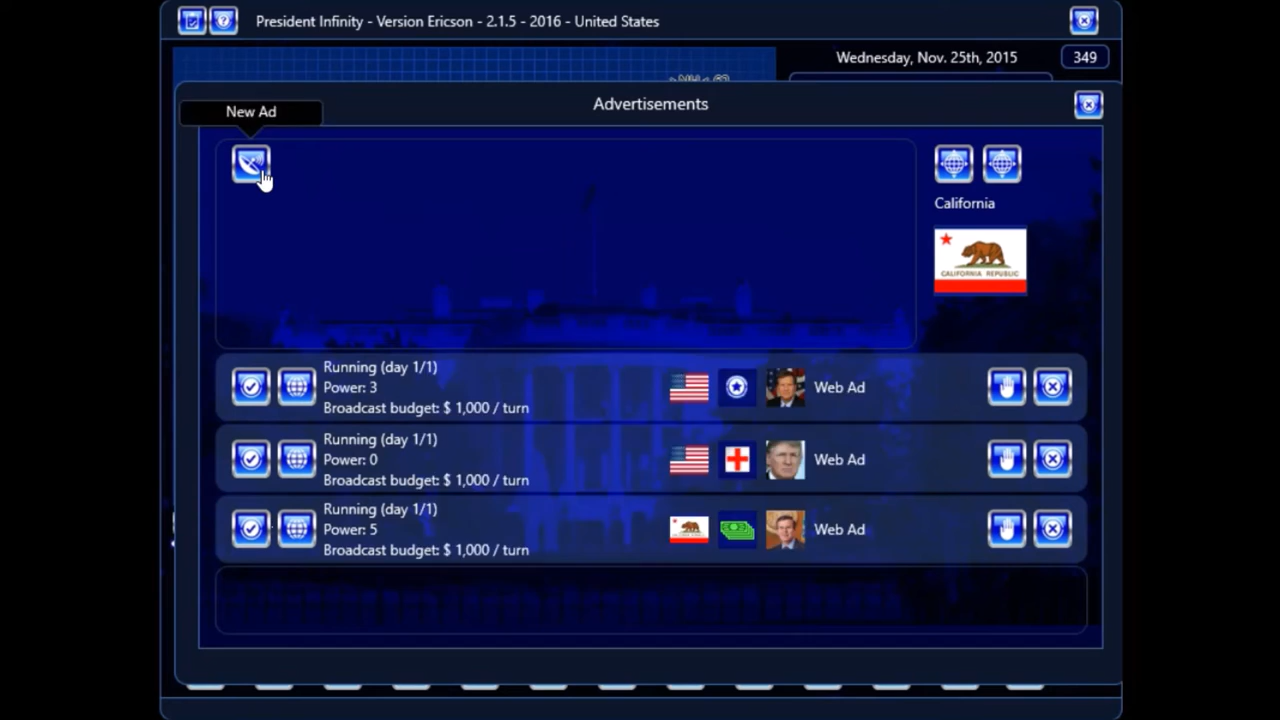 President Infinity - Version Ericson - 2.1.5 - 2016 - United States
Wednesday, Nov. 25th, 2015
349
Advertisements
New Ad
California
CALIFORNIA REPUBLIC
Running (day 1/1)
Power: 3
Broadcast budget: $ 1,000 / turn
Web Ad
Running (day 1/1)
Power: 0
Broadcast budget: $ 1,000 / turn
Web Ad
Running (day 1/1)
Power: 5
Broadcast budget: $ 1,000 / turn
Web Ad